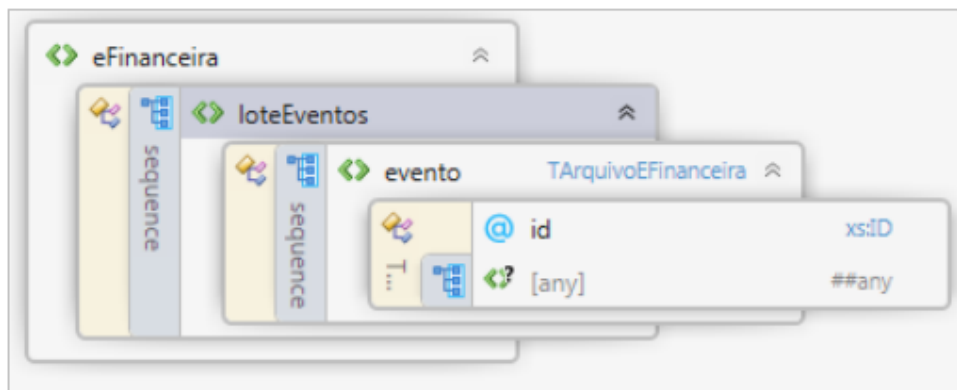 eFinanceira
loteEventos
sequence
evento TArquivoEFinanceira
sequence
@ id xs:ID
T...
[any] ##any